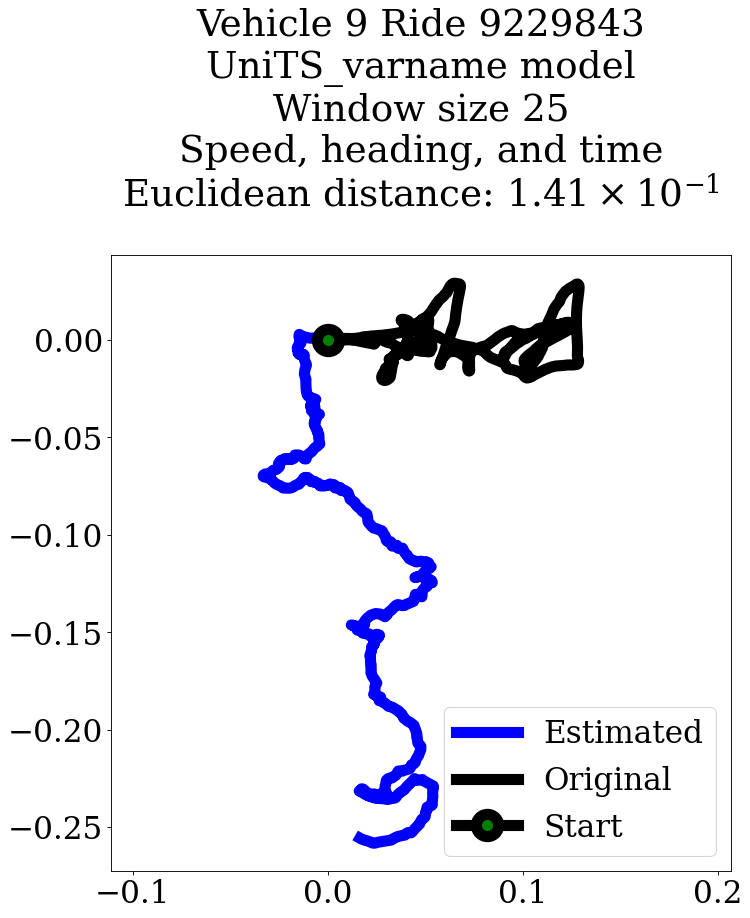 Vehicle 9 Ride 9229843
UniTS_varname model
Window size 25
Speed, heading, and time
Euclidean distance: 1.41 × 10⁻¹
0.00
−0.05
−0.10
−0.15
−0.20
−0.25
−0.1
0.0
0.1
0.2
Estimated
Original
Start